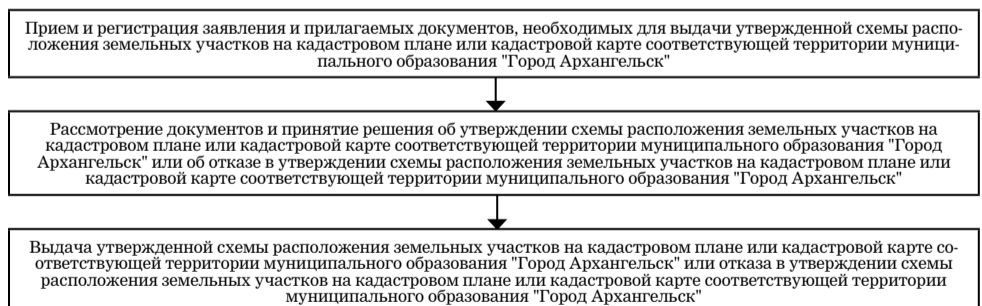 Прием и регистрация заявления и прилагаемых документов, необходимых для выдачи утвержденной схемы распо-
ложения земельных участков на кадастровом плане или кадастровой карте соответствующей территории муници-
пального образования "Город Архангельск"
Рассмотрение документов и принятие решения об утверждении схемы расположения земельных участков на
кадастровом плане или кадастровой карте соответствующей территории муниципального образования "Город
Архангельск" или об отказе в утверждении схемы расположения земельных участков на кадастровом плане или
кадастровой карте соответствующей территории муниципального образования "Город Архангельск"
Выдача утвержденной схемы расположения земельных участков на кадастровом плане или кадастровой карте со-
ответствующей территории муниципального образования "Город Архангельск" или отказа в утверждении схемы
расположения земельных участков на кадастровом плане или кадастровой карте соответствующей территории
муниципального образования "Город Архангельск"